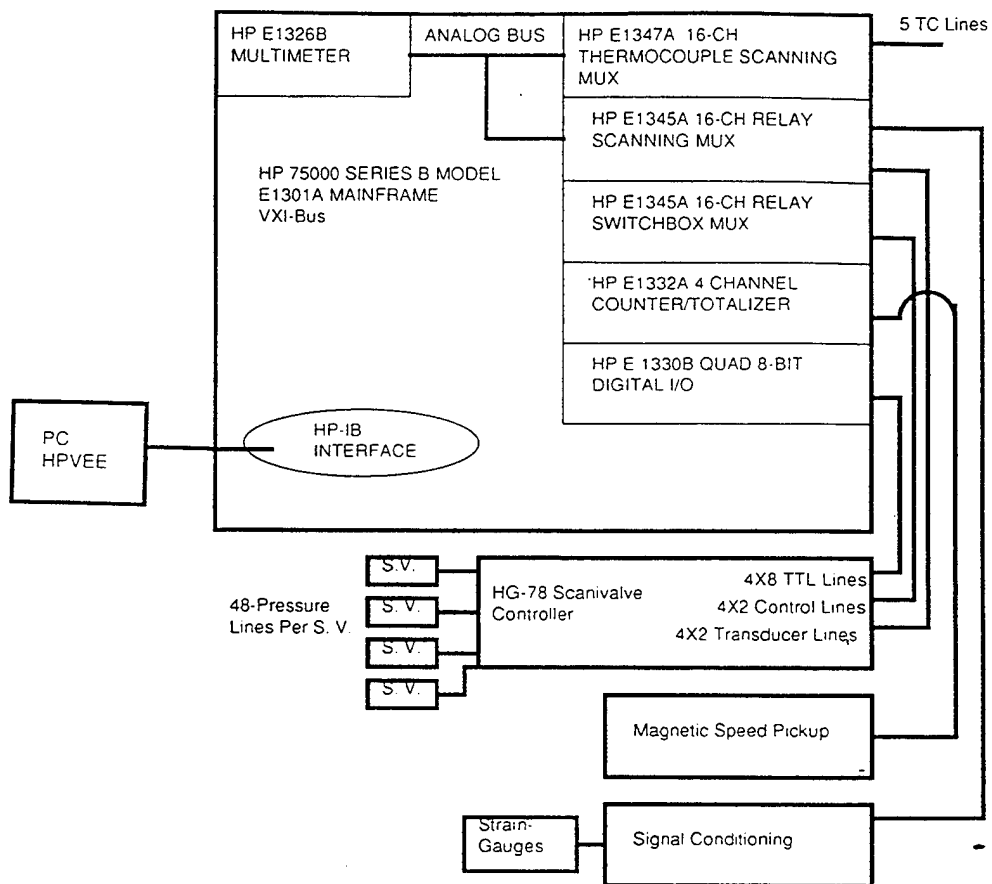 HP E1326B
MULTIMETER
ANALOG BUS
HP E1347A 16-CH
THERMOCOUPLE SCANNING
MUX
5 TC Lines
HP E1345A 16-CH RELAY
SCANNING MUX
HP 75000 SERIES B MODEL
E1301A MAINFRAME
VXI-Bus
HP E1345A 16-CH RELAY
SWITCHBOX MUX
HP E1332A 4 CHANNEL
COUNTER/TOTALIZER
HP E 1330B QUAD 8-BIT
DIGITAL I/O
PC
HPVEE
HP-IB
INTERFACE
48-Pressure
Lines Per S. V.
S.V.
S. V.
S. V.
S. V.
HG-78 Scanivalve
Controller
4X8 TTL Lines
4X2 Control Lines
4X2 Transducer Lines
Magnetic Speed Pickup
Strain-
Gauges
Signal Conditioning